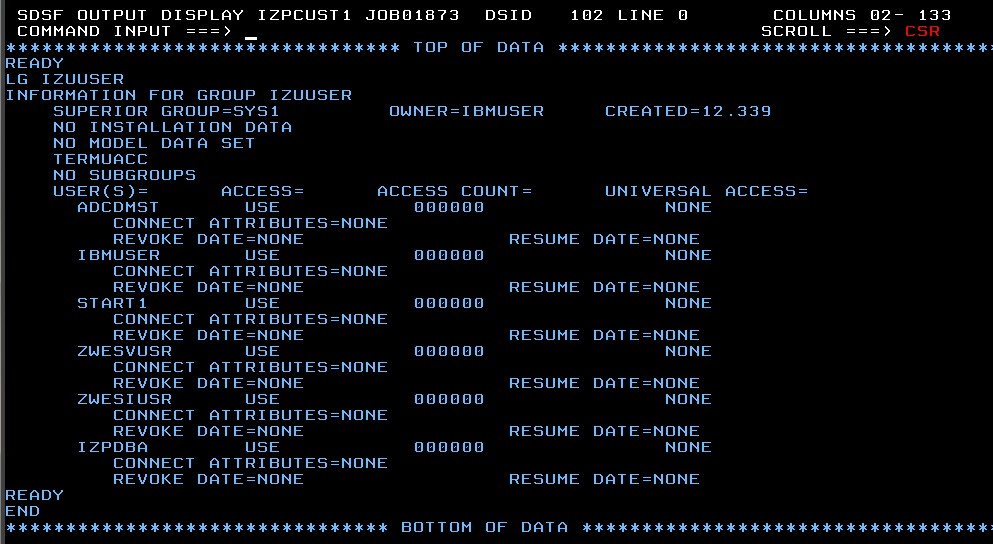 SDSF OUTPUT DISPLAY IZPCUST1 JOB01873  DSID   102 LINE 0       COLUMNS 02- 133
COMMAND INPUT ===> _                                            SCROLL ===> CSR
********************************* TOP OF DATA *************************************
READY
LG IZUUSER
INFORMATION FOR GROUP IZUUSER
    SUPERIOR GROUP=SYS1         OWNER=IBMUSER     CREATED=12.339
    NO INSTALLATION DATA
    NO MODEL DATA SET
    TERMUACC
    NO SUBGROUPS
    USER(S)=      ACCESS=      ACCESS COUNT=      UNIVERSAL ACCESS=
      ADCDMST       USE            000000               NONE
         CONNECT ATTRIBUTES=NONE
         REVOKE DATE=NONE                 RESUME DATE=NONE
      IBMUSER       USE            000000               NONE
         CONNECT ATTRIBUTES=NONE
         REVOKE DATE=NONE                 RESUME DATE=NONE
      START1        USE            000000               NONE
         CONNECT ATTRIBUTES=NONE
         REVOKE DATE=NONE                 RESUME DATE=NONE
      ZWESVUSR      USE            000000               NONE
         CONNECT ATTRIBUTES=NONE
         REVOKE DATE=NONE                 RESUME DATE=NONE
      ZWESIUSR      USE            000000               NONE
         CONNECT ATTRIBUTES=NONE
         REVOKE DATE=NONE                 RESUME DATE=NONE
      IZPDBA        USE            000000               NONE
         CONNECT ATTRIBUTES=NONE
         REVOKE DATE=NONE                 RESUME DATE=NONE
READY
END
******************************** BOTTOM OF DATA ***********************************